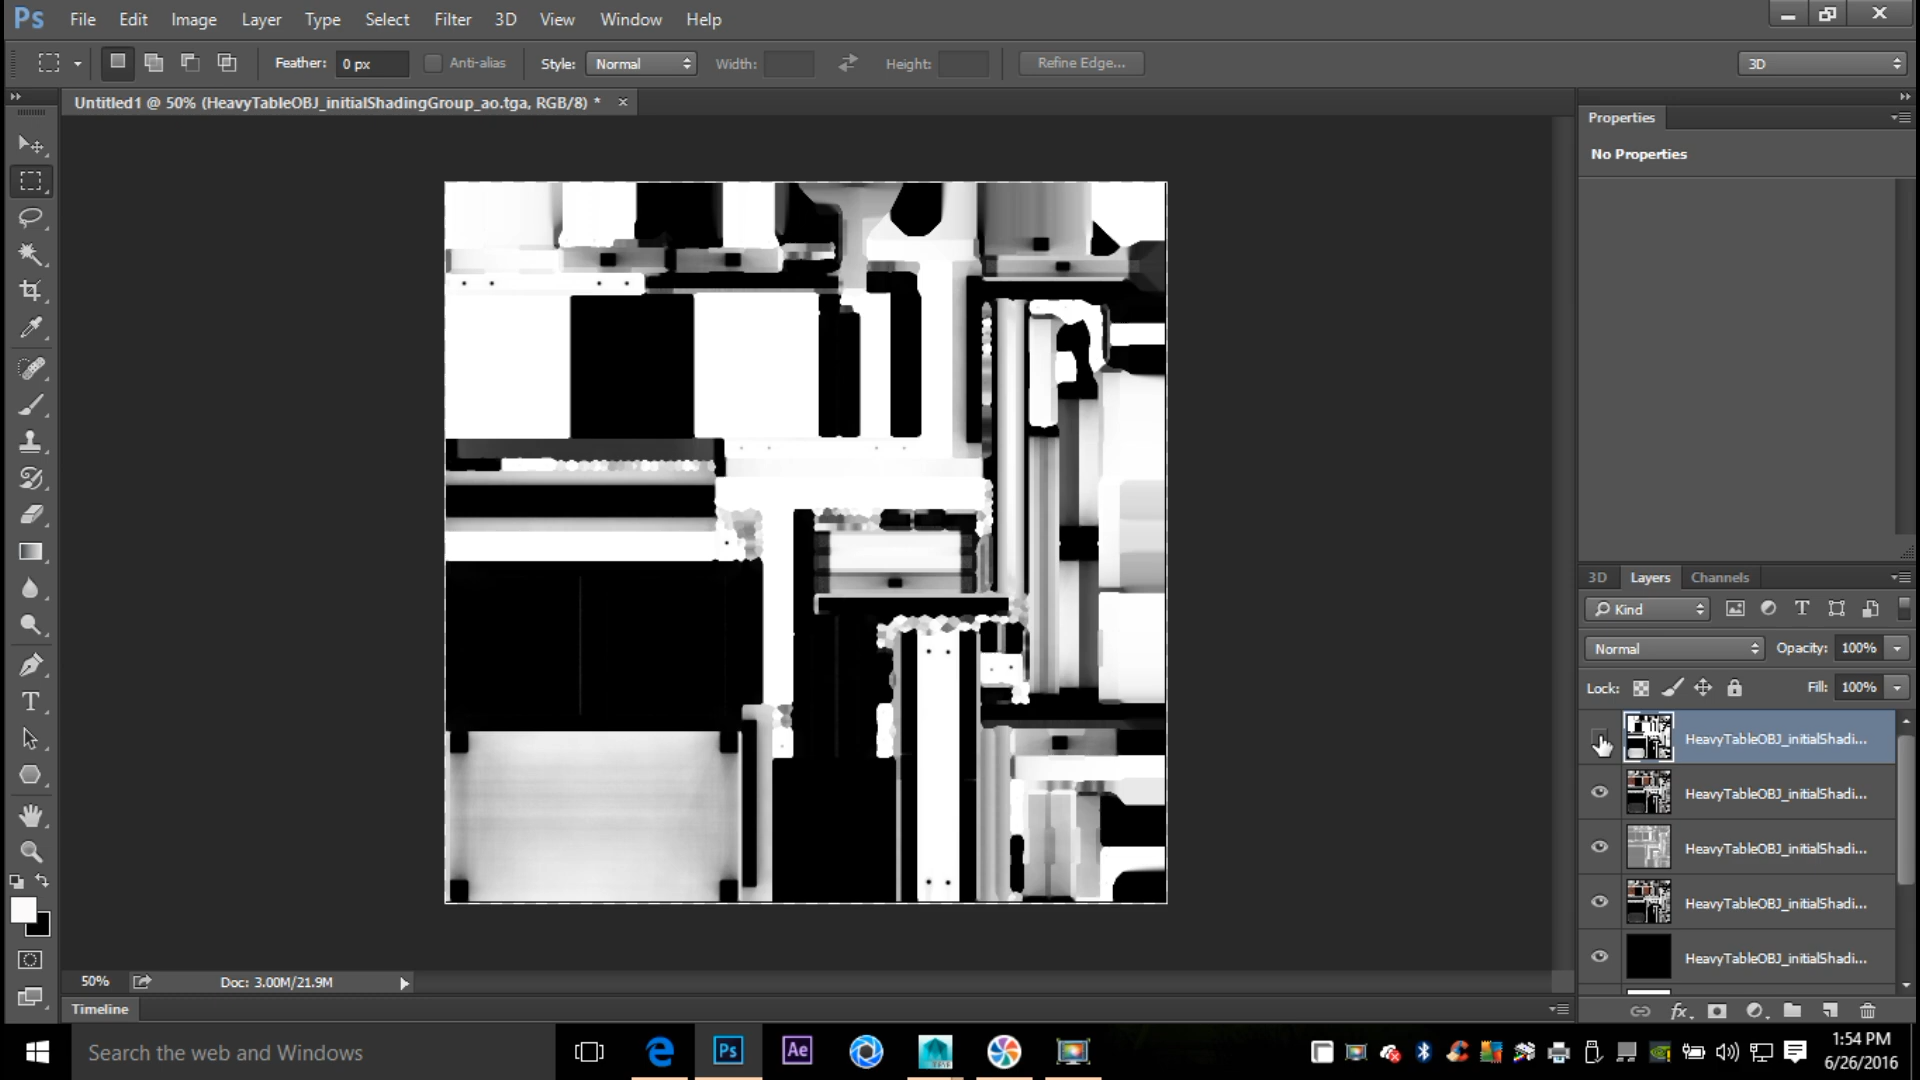 Ps File Edit Image Layer Type Select Filter 3D View Window Help
Feather: 0 px Anti-alias Style: Normal Width: Height: Refine Edge... 3D
Untitled1 @ 50% (HeavyTableOBJ_initialShadingGroup_ao.tga, RGB/8) * ×
Properties
No Properties
3D Layers Channels
Kind
Normal Opacity: 100%
Lock: Fill: 100%
HeavyTableOBJ_initialShadi...
HeavyTableOBJ_initialShadi...
HeavyTableOBJ_initialShadi...
HeavyTableOBJ_initialShadi...
HeavyTableOBJ_initialShadi...
50% Doc: 3.00M/21.9M
Timeline
Search the web and Windows
Ps
Ae
1:54 PM
6/26/2016